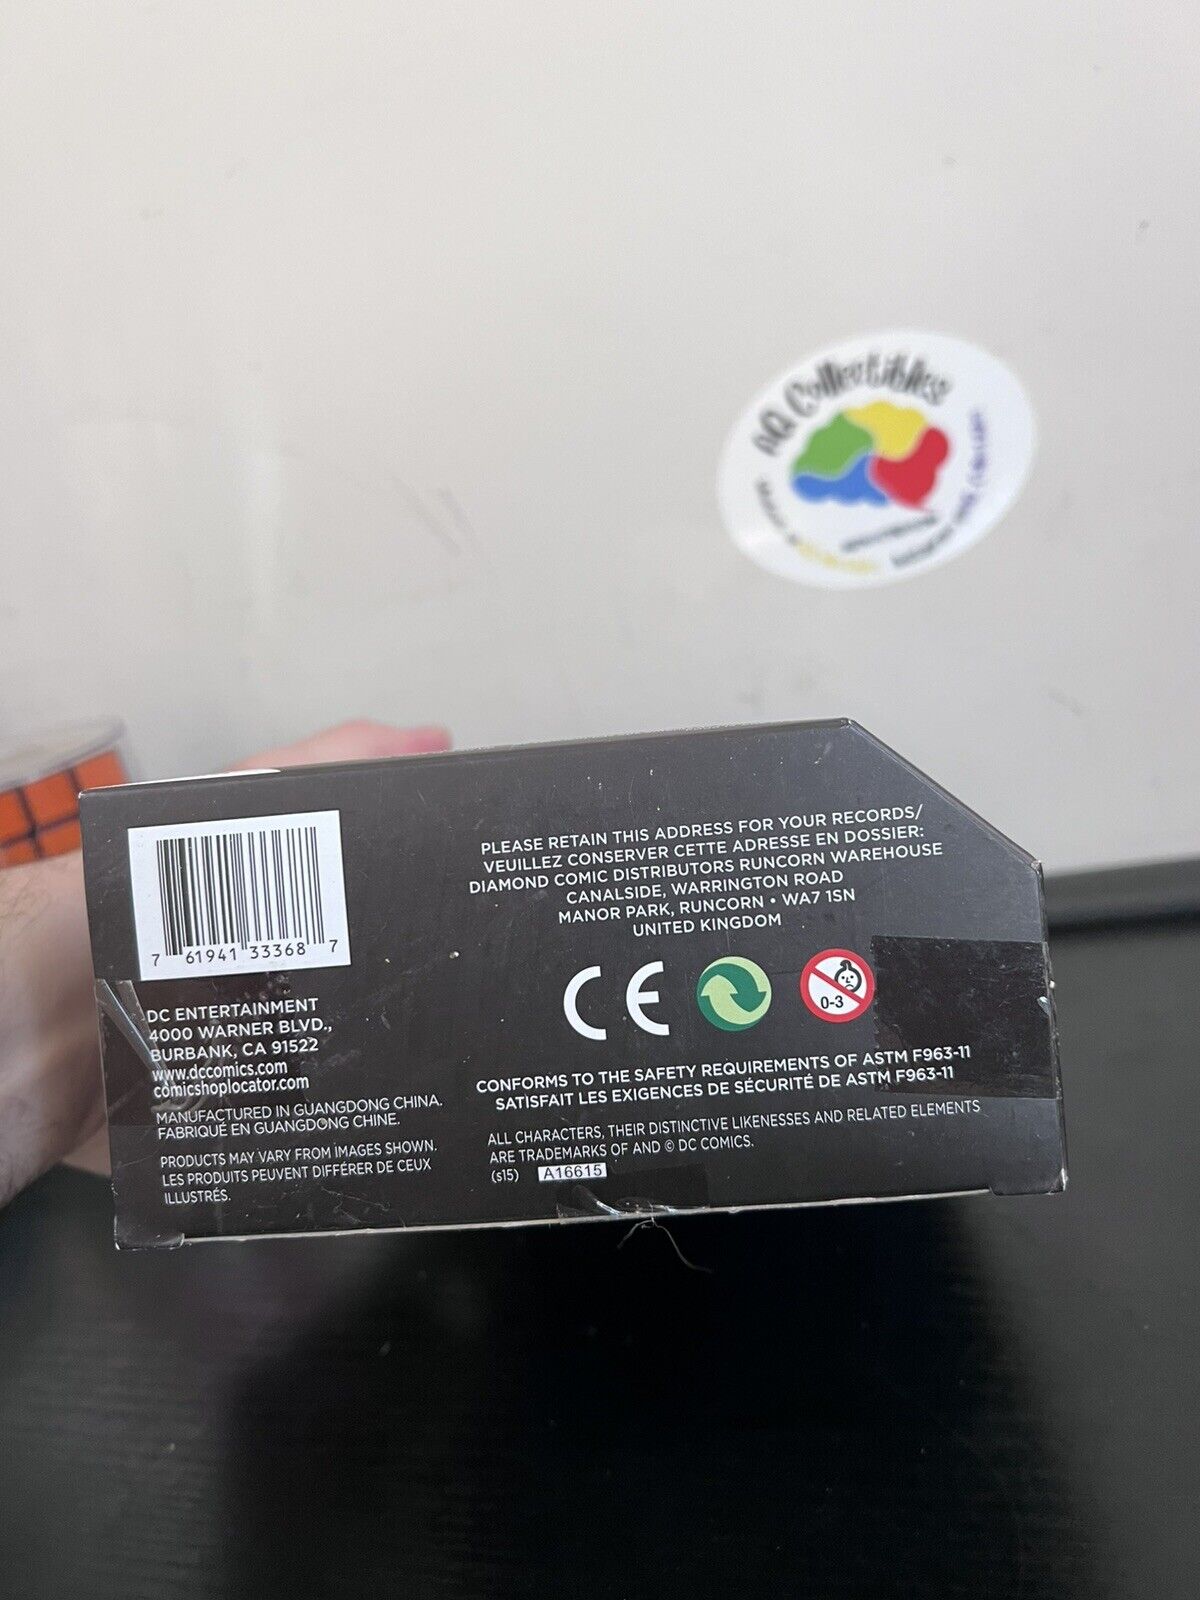 AQ Collectibles
7 61941 33368 7
DC ENTERTAINMENT
4000 WARNER BLVD.,
BURBANK, CA 91522
www.dccomics.com
comicshoplocator.com
MANUFACTURED IN GUANGDONG CHINA.
FABRIQUÉ EN GUANGDONG CHINE.
PRODUCTS MAY VARY FROM IMAGES SHOWN.
LES PRODUITS PEUVENT DIFFÉRER DE CEUX
ILLUSTRÉS.
PLEASE RETAIN THIS ADDRESS FOR YOUR RECORDS/
VEUILLEZ CONSERVER CETTE ADRESSE EN DOSSIER:
DIAMOND COMIC DISTRIBUTORS RUNCORN WAREHOUSE
CANALSIDE, WARRINGTON ROAD
MANOR PARK, RUNCORN • WA7 1SN
UNITED KINGDOM
CE
0-3
CONFORMS TO THE SAFETY REQUIREMENTS OF ASTM F963-11
SATISFAIT LES EXIGENCES DE SÉCURITÉ DE ASTM F963-11
ALL CHARACTERS, THEIR DISTINCTIVE LIKENESSES AND RELATED ELEMENTS
ARE TRADEMARKS OF AND © DC COMICS.
(s15) A16615